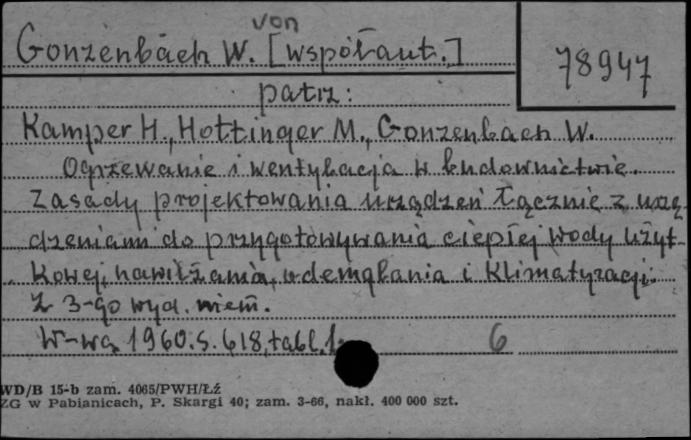 von
Gonzenbach W. [współaut.]
78947
patrz:
Kamper H., Hottinger M., Gonzenbach W.
Ogrzewanie i wentylacja w budownictwie.
Zasady projektowania urządzeń łącznie z urzą-
dzeniami do przygotowywania ciepłej wody użyt-
kowej, nawilżania, odemglania i klimatyzacji.
Z 3-go wyd. niem.
W-wa 1960. s. 618, tabl. 1. 6
WD/B 15-b zam. 4065/PWH/Łź
ZG w Pabianicach, P. Skargi 40; zam. 3-66, nakł. 400 000 szt.